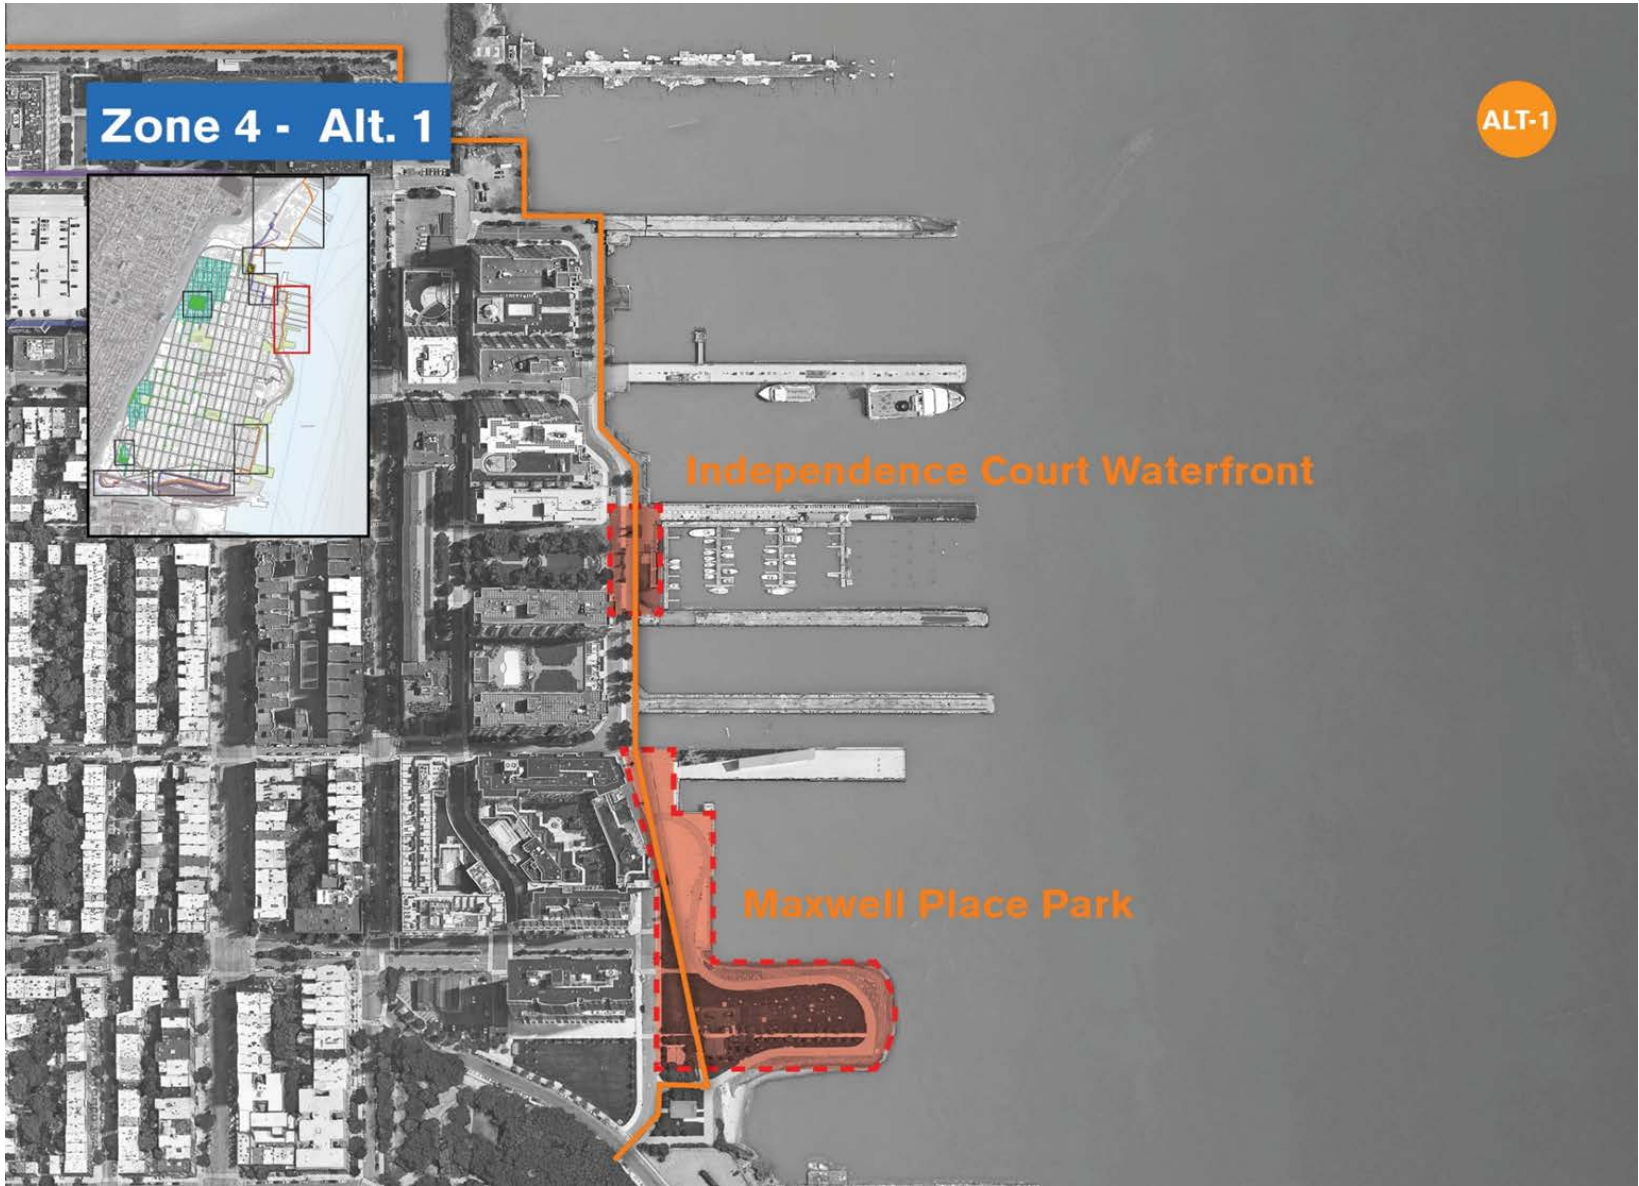 Zone 4 - Alt. 1
ALT-1
Independence Court Waterfront
Maxwell Place Park